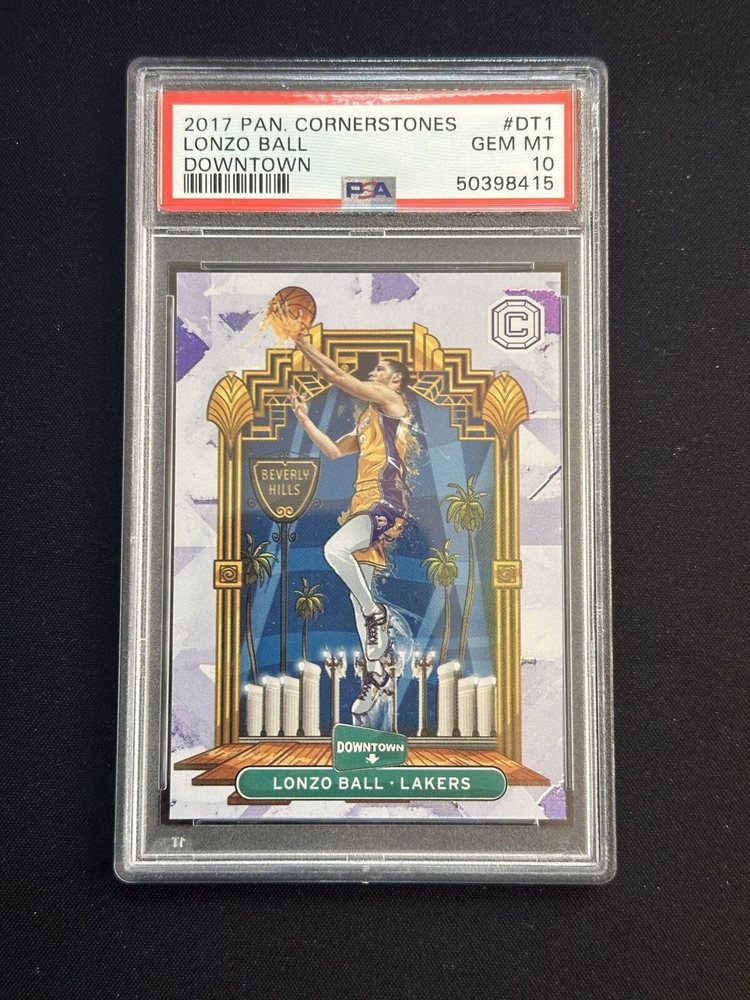 2017 PAN. CORNERSTONES #DT1
LONZO BALL GEM MT
DOWNTOWN 10
PSA 50398415
C
BEVERLY
HILLS
DOWNTOWN
LONZO BALL · LAKERS